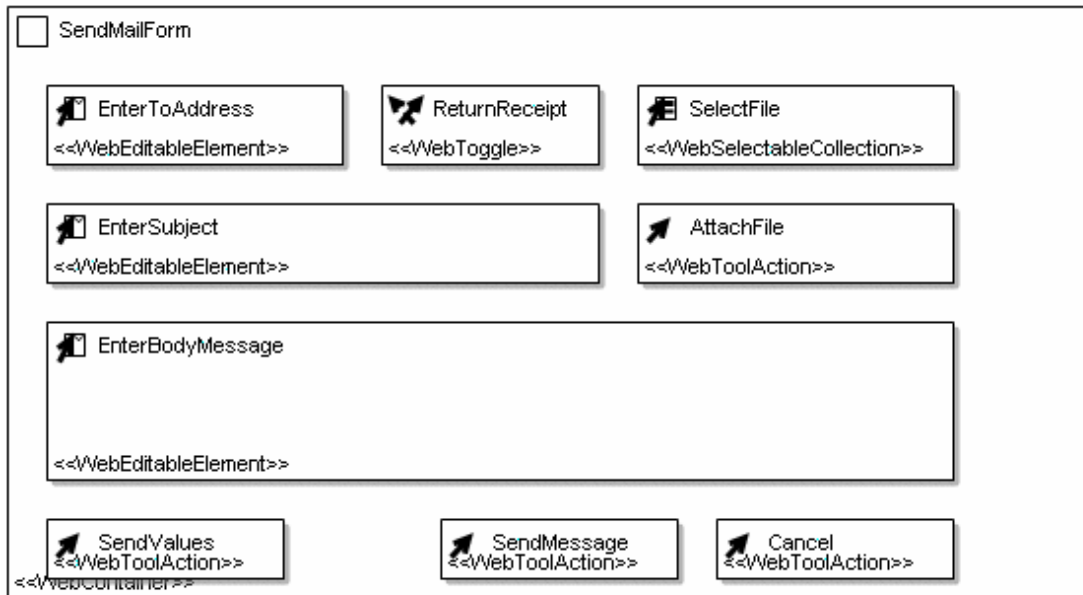 SendMailForm
EnterToAddress
<<WebEditableElement>>
ReturnReceipt
<<WebToggle>>
SelectFile
<<WebSelectableCollection>>
EnterSubject
<<WebEditableElement>>
AttachFile
<<WebToolAction>>
EnterBodyMessage
<<WebEditableElement>>
SendValues
<<WebToolAction>>
SendMessage
<<WebToolAction>>
Cancel
<<WebToolAction>>
<<WebContainer>>